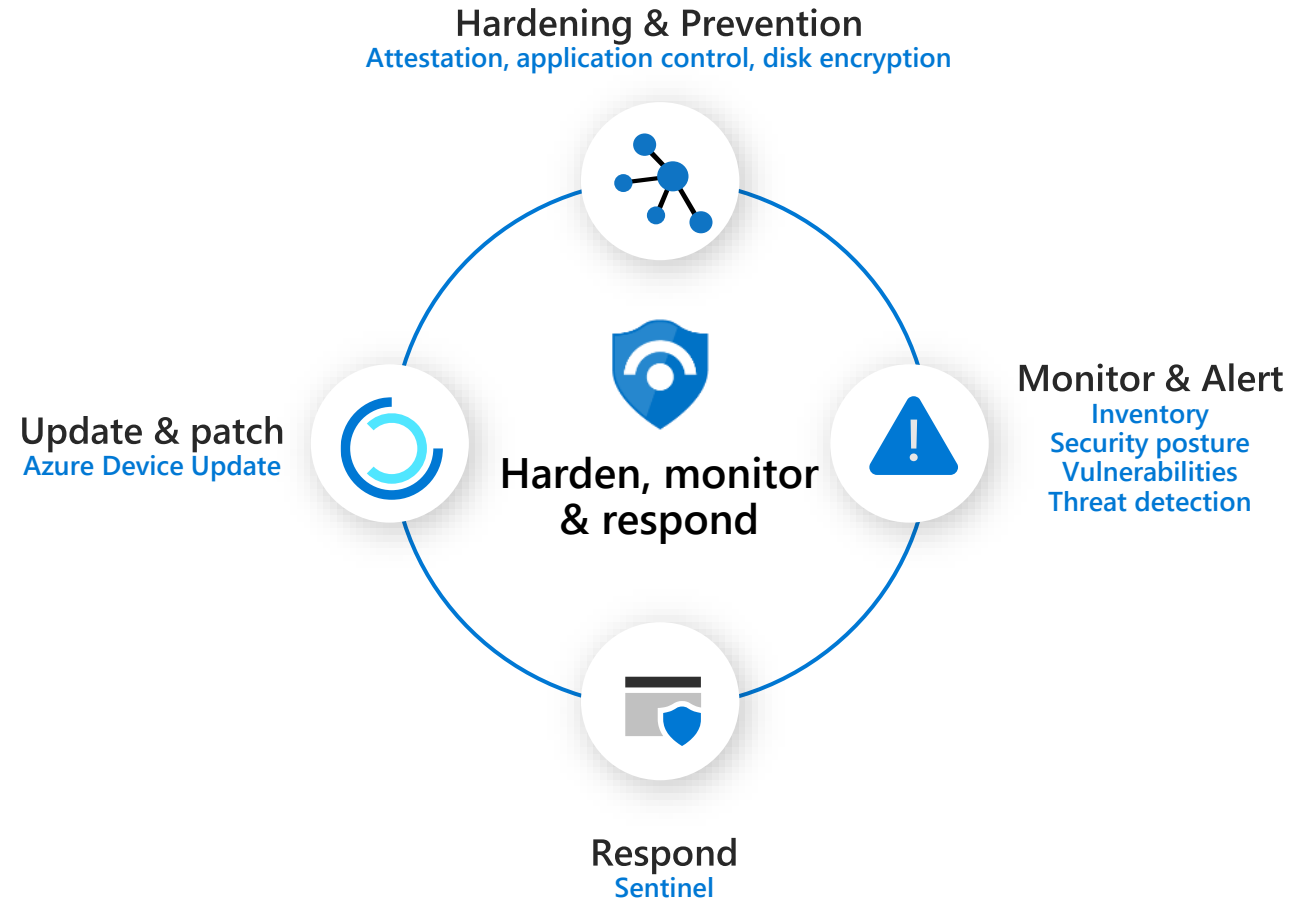 Hardening & Prevention
Attestation, application control, disk encryption
Monitor & Alert
Inventory
Security posture
Vulnerabilities
Threat detection
Update & patch
Azure Device Update
Harden, monitor
& respond
Respond
Sentinel